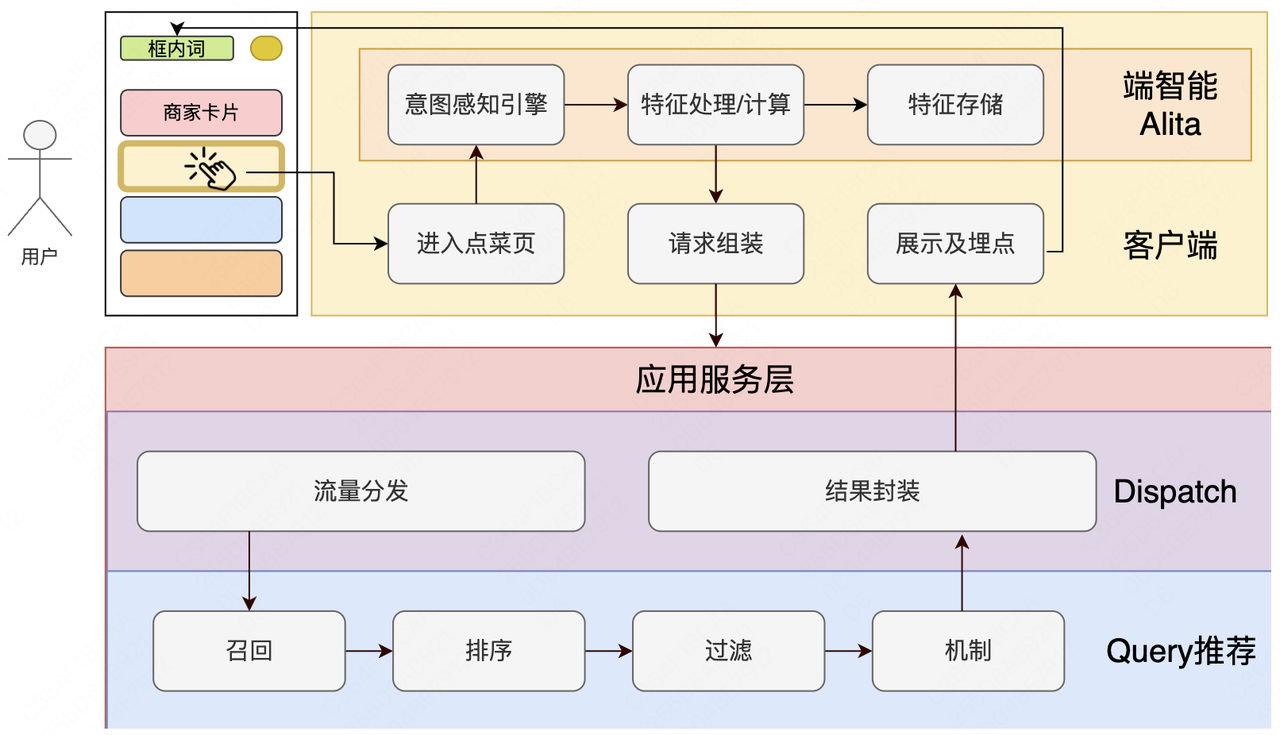 框内词
商家卡片
用户
意图感知引擎
特征处理/计算
特征存储
端智能
Alita
进入点菜页
请求组装
展示及埋点
客户端
应用服务层
流量分发
结果封装
Dispatch
召回
排序
过滤
机制
Query推荐